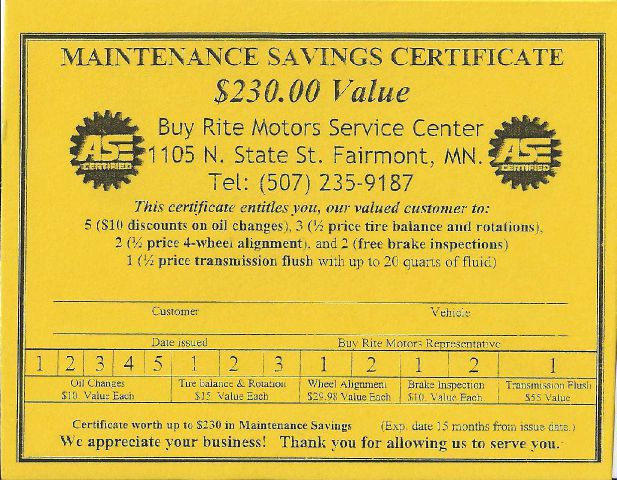 MAINTENANCE SAVINGS CERTIFICATE
$230.00 Value
Buy Rite Motors Service Center
ASE CERTIFIED
1105 N. State St. Fairmont, MN.
ASE CERTIFIED
Tel: (507) 235-9187
This certificate entitles you, our valued customer to:
5 ($10 discounts on oil changes), 3 (½ price tire balance and rotations),
2 (½ price 4-wheel alignment), and 2 (free brake inspections)
1 (½ price transmission flush with up to 20 quarts of fluid)
Customer Vehicle
Date issued Buy Rite Motors Representative
1 2 3 4 5 1 2 3 1 2 1 2 1
Oil Changes Tire balance & Rotation Wheel Alignment Brake Inspection Transmission Flush
$10. Value Each $15. Value Each $29.98 Value Each $10. Value Each $55 Value
Certificate worth up to $230 in Maintenance Savings (Exp. date 15 months from issue date.)
We appreciate your business! Thank you for allowing us to serve you.